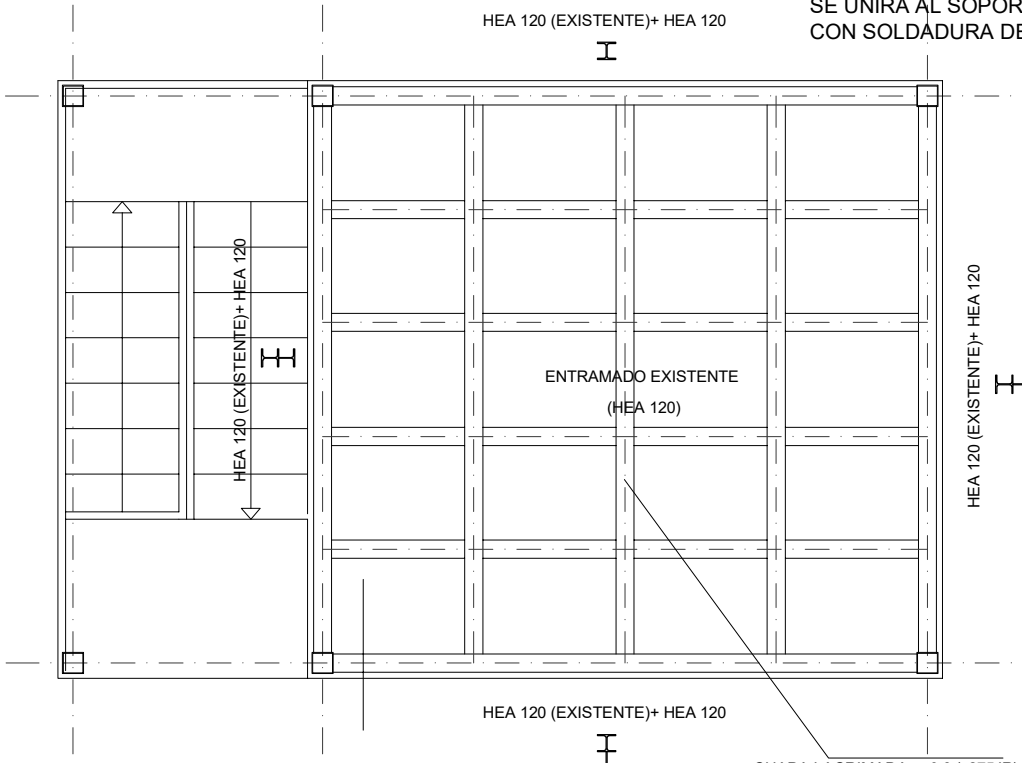 SE UNIRÁ AL SOPOR
CON SOLDADURA DE
HEA 120 (EXISTENTE)+ HEA 120
HEA 120 (EXISTENTE)+ HEA 120
ENTRAMADO EXISTENTE
(HEA 120)
HEA 120 (EXISTENTE)+ HEA 120
HEA 120 (EXISTENTE)+ HEA 120